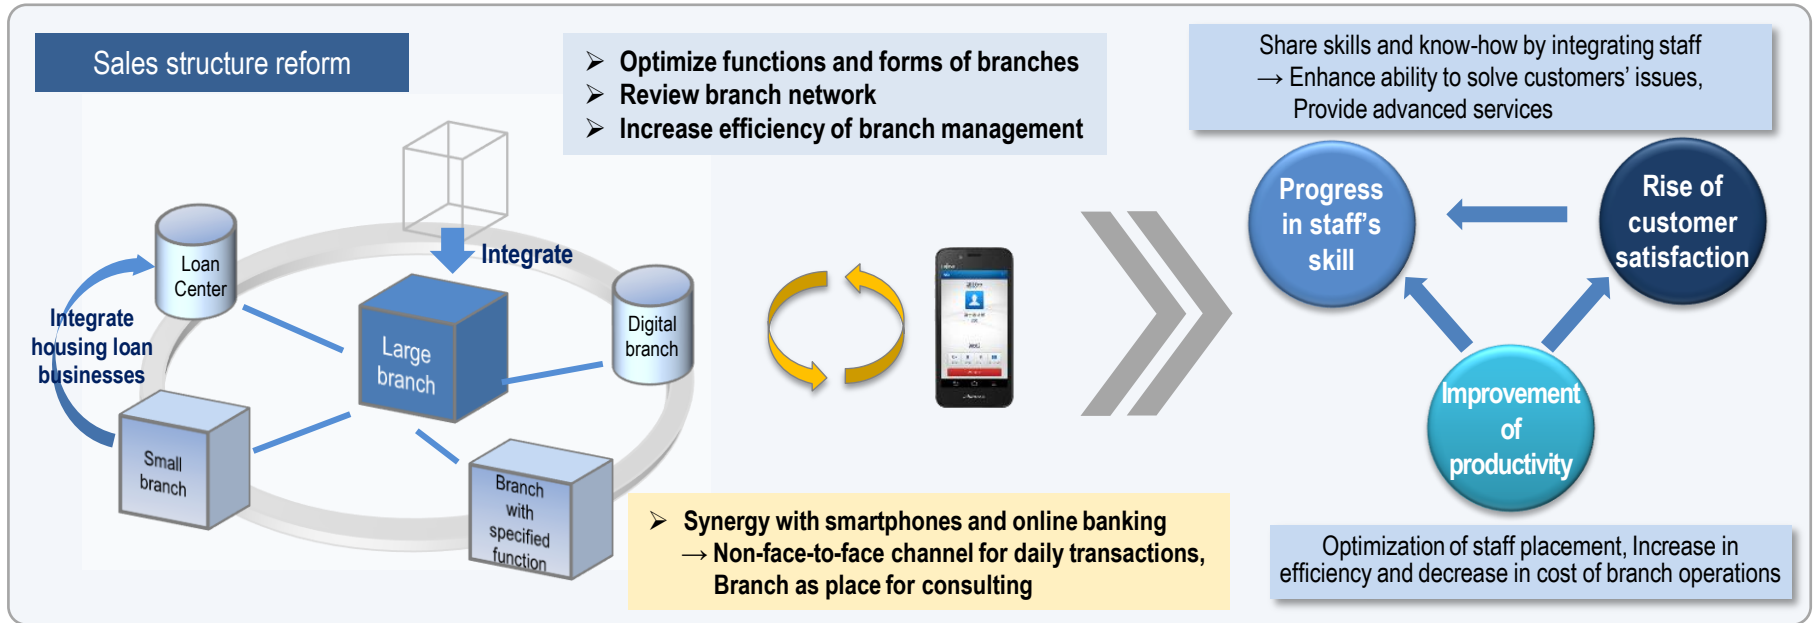 Sales structure reform
➢ Optimize functions and forms of branches
➢ Review branch network
➢ Increase efficiency of branch management
Share skills and know-how by integrating staff
→ Enhance ability to solve customers’ issues,
Provide advanced services
Integrate
Loan
Center
Integrate
housing loan
businesses
Large
branch
Digital
branch
Small
branch
Branch
with
specified
function
Progress
in staff’s
skill
Rise of
customer
satisfaction
Improvement
of
productivity
➢ Synergy with smartphones and online banking
→ Non-face-to-face channel for daily transactions,
Branch as place for consulting
Optimization of staff placement, Increase in
efficiency and decrease in cost of branch operations